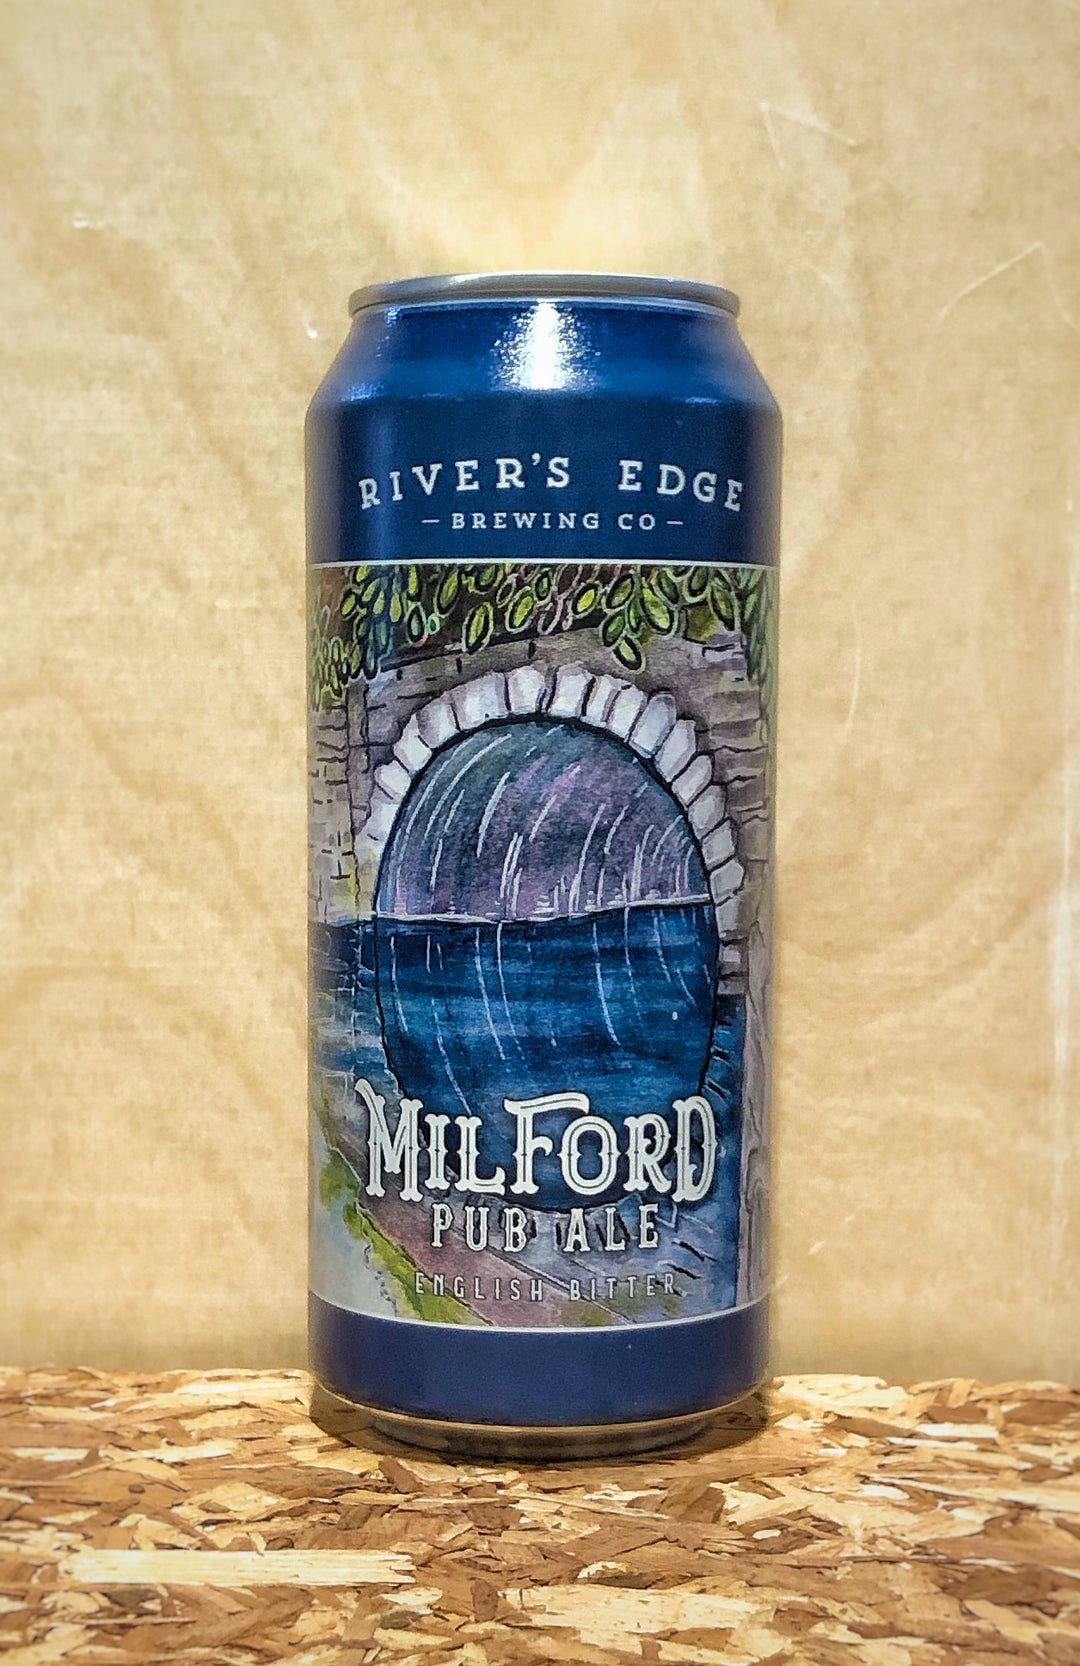 RIVER'S EDGE
– BREWING CO –
MILFORD
PUB ALE
ENGLISH BITTER